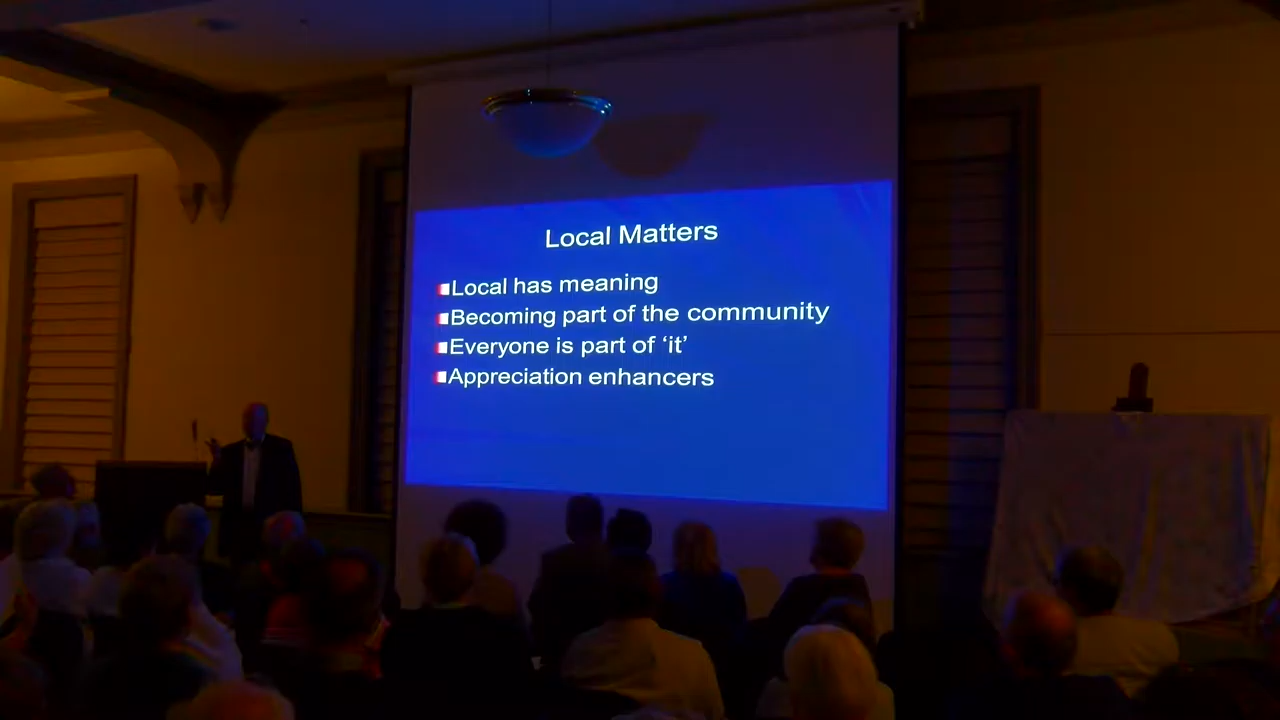 Local Matters
Local has meaning
Becoming part of the community
Everyone is part of ‘it’
Appreciation enhancers